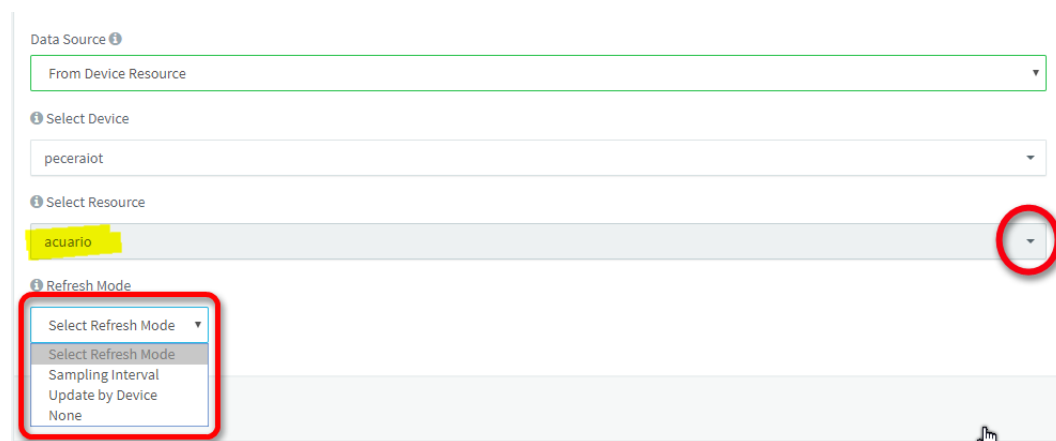 Data Source
From Device Resource
Select Device
peceraiot
Select Resource
acuario
Refresh Mode
Select Refresh Mode
Select Refresh Mode
Sampling Interval
Update by Device
None